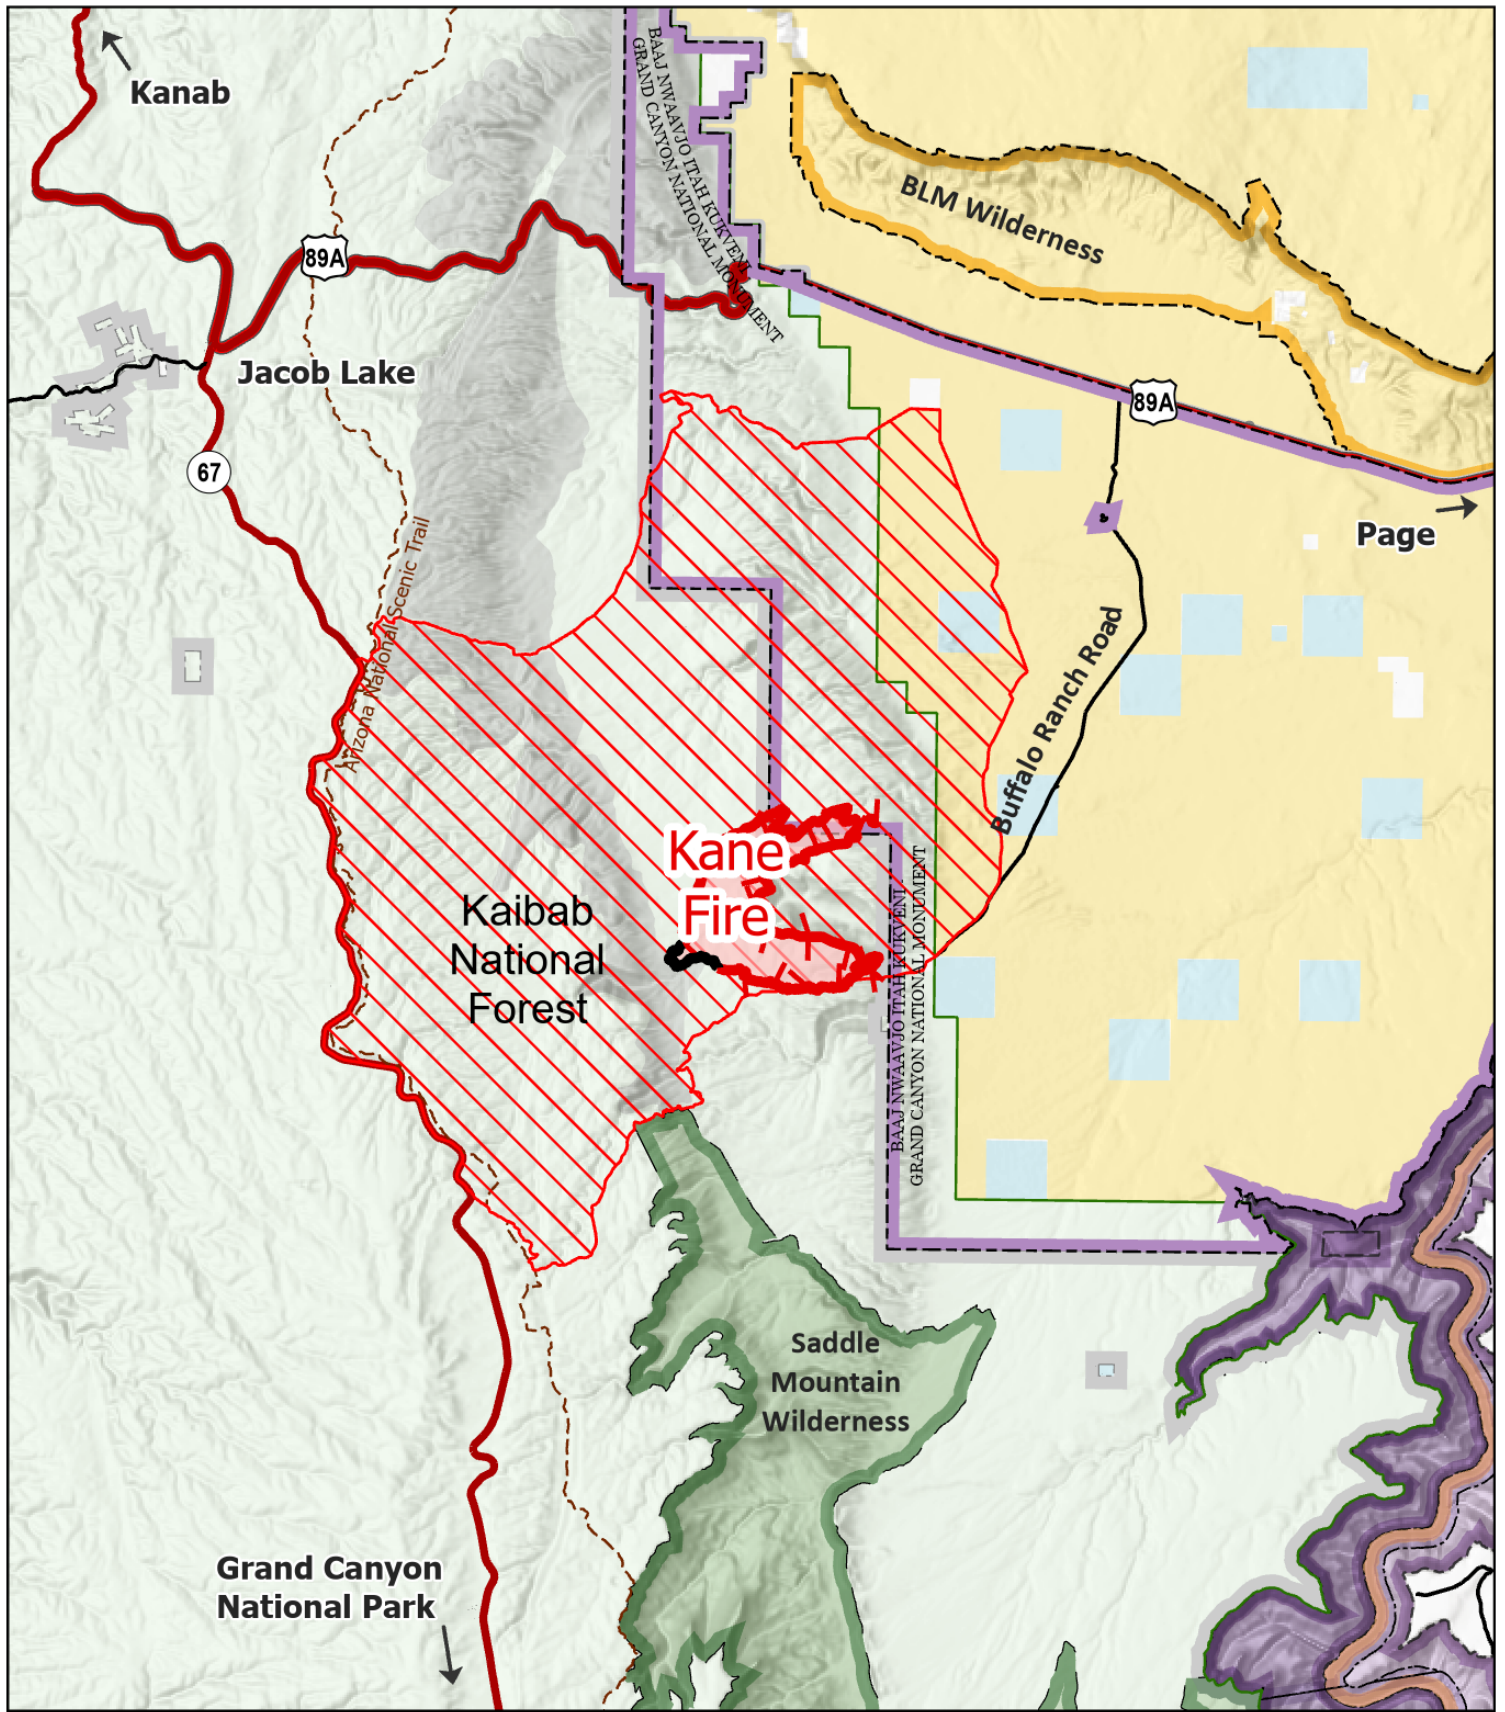 Kanab
BAAJ NWAAVJO ITAH KUKVENI
GRAND CANYON NATIONAL MONUMENT
BLM Wilderness
89A
Jacob Lake
89A
67
Page
Arizona National Scenic Trail
Buffalo Ranch Road
Kane
Fire
Kaibab
National
Forest
BAAJ NWAAVJO ITAH KUKVENI
GRAND CANYON NATIONAL MONUMENT
Saddle
Mountain
Wilderness
Grand Canyon
National Park